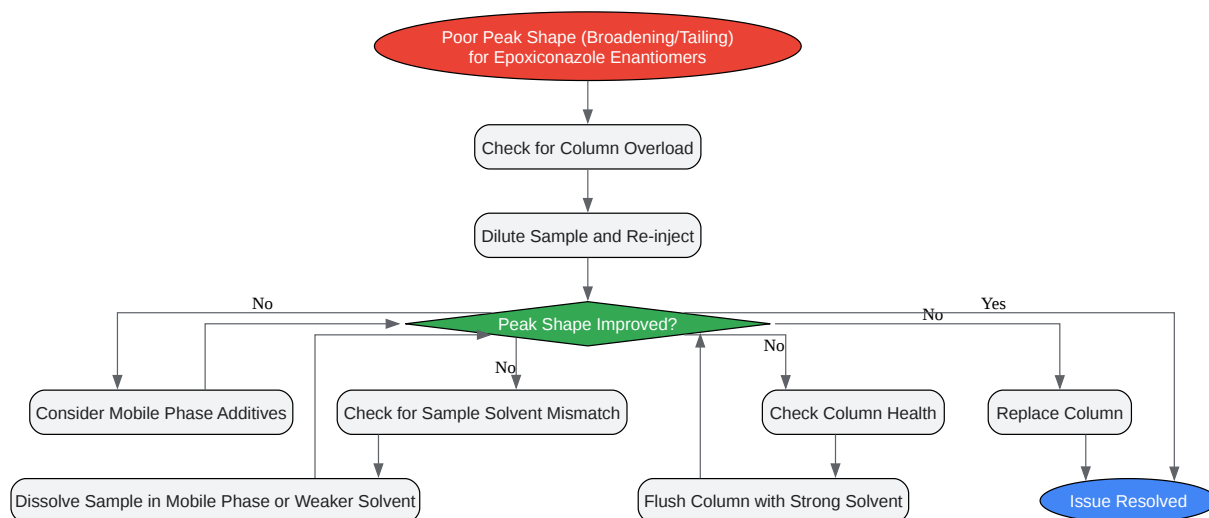 Poor Peak Shape (Broadening/Tailing)
for Epoxiconazole Enantiomers
Check for Column Overload
Dilute Sample and Re-inject
No
Yes
No
Peak Shape Improved?
No
No
Consider Mobile Phase Additives
Check for Sample Solvent Mismatch
Check Column Health
Replace Column
Dissolve Sample in Mobile Phase or Weaker Solvent
Flush Column with Strong Solvent
Issue Resolved